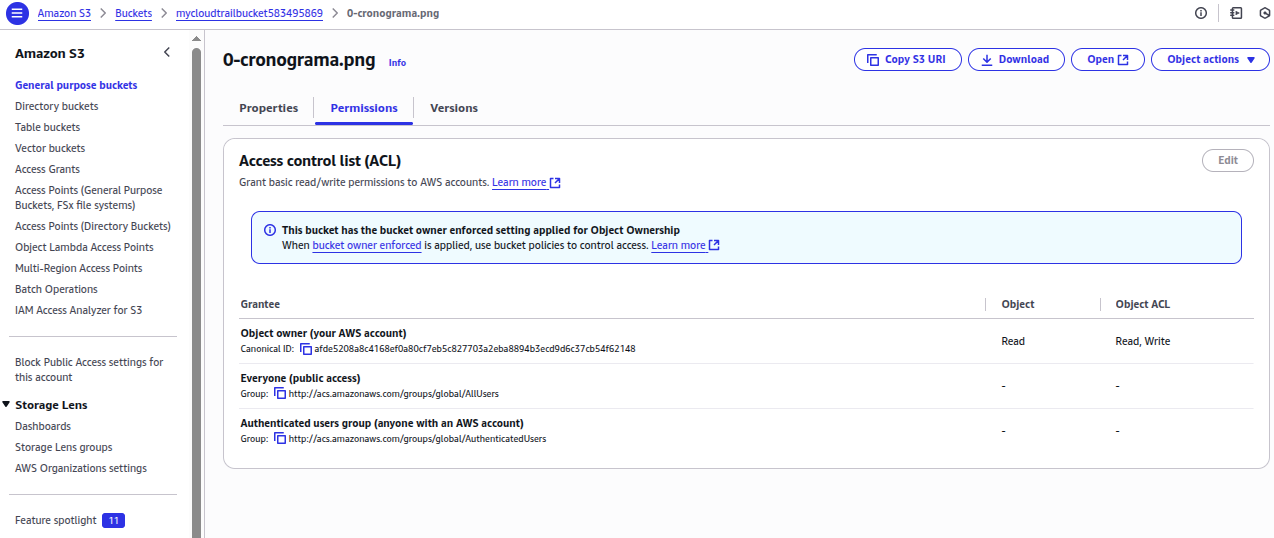 Amazon S3 > Buckets > mycloudtrailbucket583495869 > 0-cronograma.png
Amazon S3
General purpose buckets
Directory buckets
Table buckets
Vector buckets
Access Grants
Access Points (General Purpose
Buckets, FSx file systems)
Access Points (Directory Buckets)
Object Lambda Access Points
Multi-Region Access Points
Batch Operations
IAM Access Analyzer for S3
Block Public Access settings for
this account
Storage Lens
Dashboards
Storage Lens groups
AWS Organizations settings
Feature spotlight 11
0-cronograma.png Info
Copy S3 URI Download Open Object actions
Properties Permissions Versions
Access control list (ACL) Edit
Grant basic read/write permissions to AWS accounts. Learn more
This bucket has the bucket owner enforced setting applied for Object Ownership
When bucket owner enforced is applied, use bucket policies to control access. Learn more
Grantee Object Object ACL
Object owner (your AWS account)
Canonical ID: afde5208a8c4168ef0a80cf7eb5c827703a2eba8894b3ecd9d6c37cb54f62148
Read Read, Write
Everyone (public access)
Group: http://acs.amazonaws.com/groups/global/AllUsers
- -
Authenticated users group (anyone with an AWS account)
Group: http://acs.amazonaws.com/groups/global/AuthenticatedUsers
- -